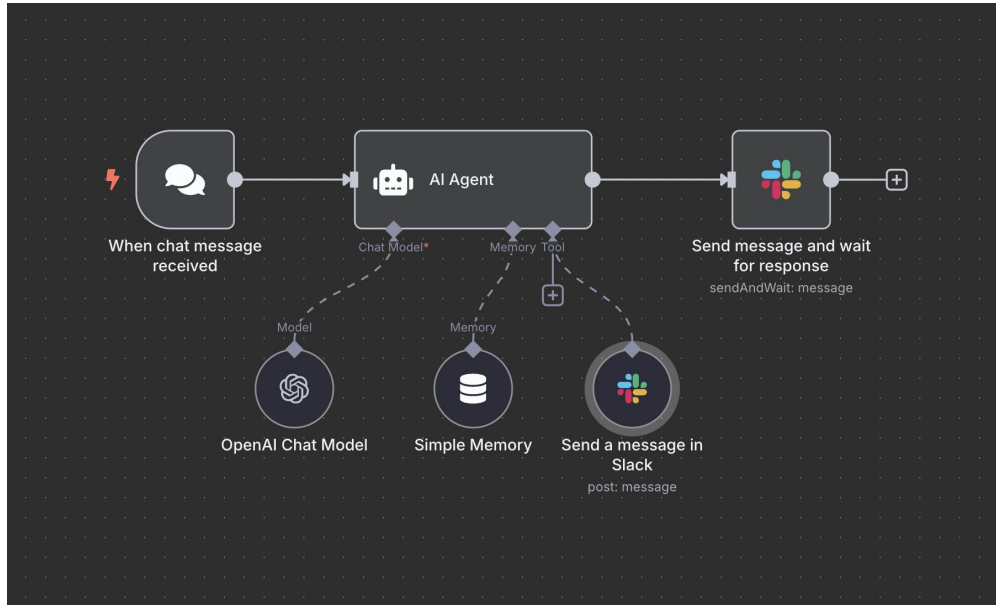 AI Agent
When chat message
received
Chat Model*
Memory
Tool
Send message and wait
for response
sendAndWait: message
Model
Memory
OpenAI Chat Model
Simple Memory
Send a message in
Slack
post: message